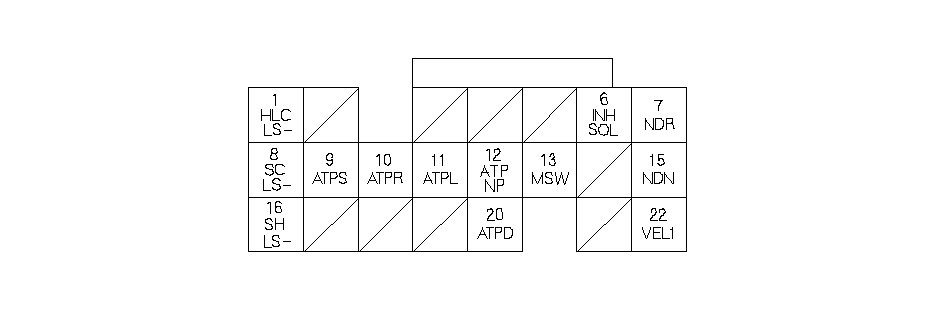 1
HLC
LS-
6
INH
SOL
7
NDR
8
SC
LS-
9
ATPS
10
ATPR
11
ATPL
12
ATP
NP
13
MSW
15
NDN
16
SH
LS-
20
ATPD
22
VEL1